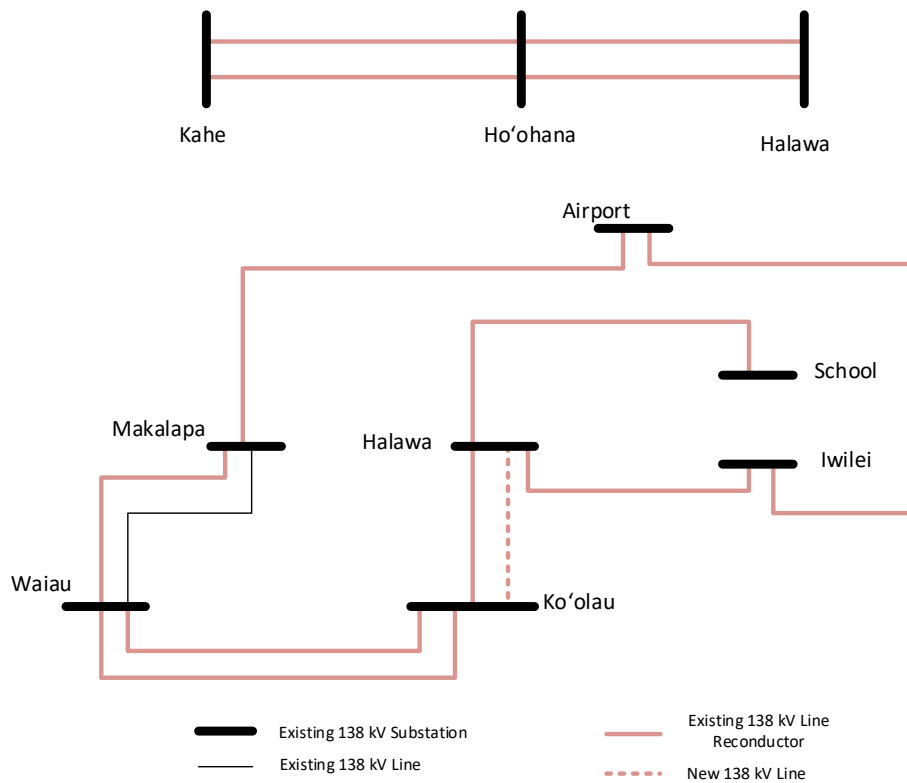 Kahe
Hoʻohana
Halawa
Airport
School
Makalapa
Halawa
Iwilei
Waiau
Koʻolau
Existing 138 kV Substation
Existing 138 kV Line
Existing 138 kV Line
Reconductor
New 138 kV Line